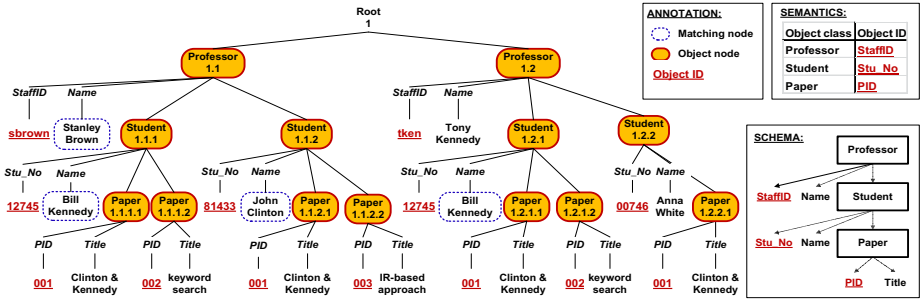 Root
1
Professor
1.1
Professor
1.2
StaffID
Name
StaffID
Name
sbrown
Stanley
Brown
Student
1.1.1
Student
1.1.2
tken
Tony
Kennedy
Student
1.2.1
Student
1.2.2
Stu_No
Name
Stu_No
Name
Stu_No
Name
Stu_No
Name
12745
Bill
Kennedy
Paper
1.1.1.1
Paper
1.1.1.2
81433
John
Clinton
Paper
1.1.2.1
Paper
1.1.2.2
12745
Bill
Kennedy
Paper
1.2.1.1
Paper
1.2.1.2
00746
Anna
White
Paper
1.2.2.1
PID
Title
PID
Title
PID
Title
PID
Title
PID
Title
PID
Title
PID
Title
001
Clinton &
Kennedy
002
keyword
search
001
Clinton &
Kennedy
003
IR-based
approach
001
Clinton &
Kennedy
002
keyword
search
001
Clinton &
Kennedy
ANNOTATION:
Matching node
Object node
Object ID
SEMANTICS:
Object class Object ID
Professor StaffID
Student Stu_No
Paper PID
SCHEMA:
Professor
StaffID Name
Student
Stu_No Name
Paper
PID Title